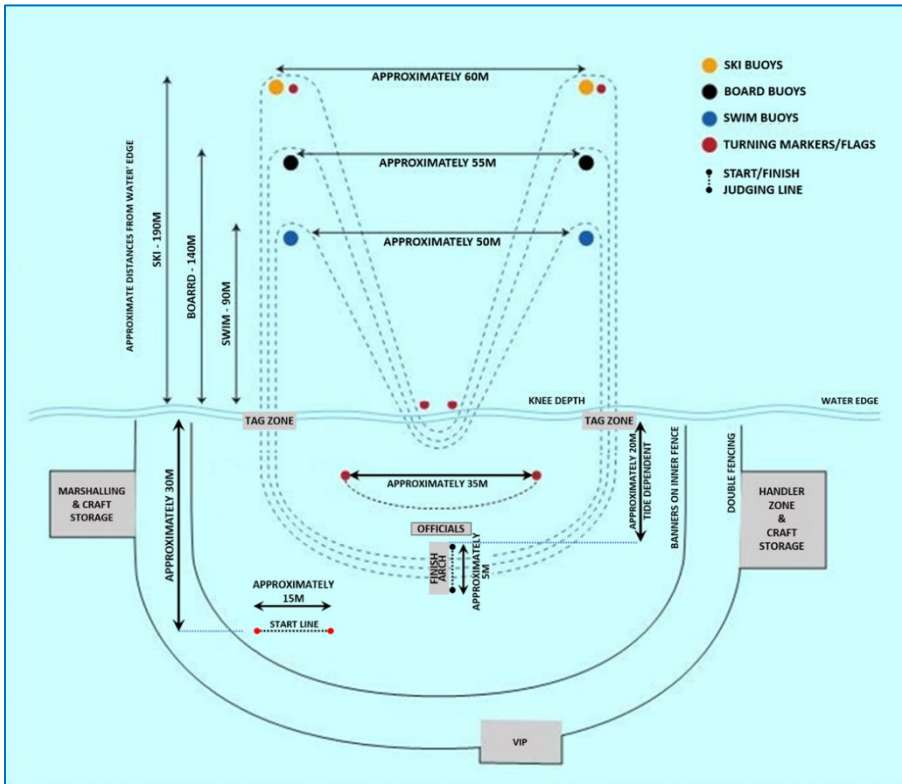 APPROXIMATELY 60M
SKI BUOYS
BOARD BUOYS
SWIM BUOYS
TURNING MARKERS/FLAGS
START/FINISH
JUDGING LINE
APPROXIMATELY 55M
APPROXIMATELY 50M
APPROXIMATE DISTANCES FROM WATER' EDGE
SKI - 190M
BOARRD - 140M
SWIM - 90M
KNEE DEPTH
WATER EDGE
TAG ZONE
TAG ZONE
MARSHALLING
& CRAFT
STORAGE
APPROXIMATELY 30M
APPROXIMATELY 35M
APPROXIMATELY 20M
TIDE DEPENDENT
BANNERS ON INNER FENCE
DOUBLE FENCING
HANDLER
ZONE
&
CRAFT
STORAGE
OFFICIALS
FINISH
ARCH
APPROXIMATELY
5M
APPROXIMATELY
15M
START LINE
VIP